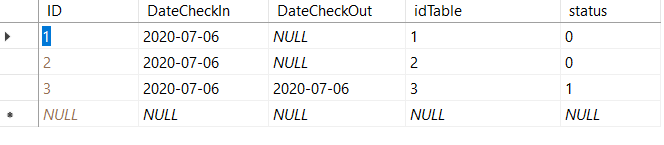 ID DateCheckIn DateCheckOut idTable status
1 2020-07-06 NULL 1 0
2 2020-07-06 NULL 2 0
3 2020-07-06 2020-07-06 3 1
NULL NULL NULL NULL NULL